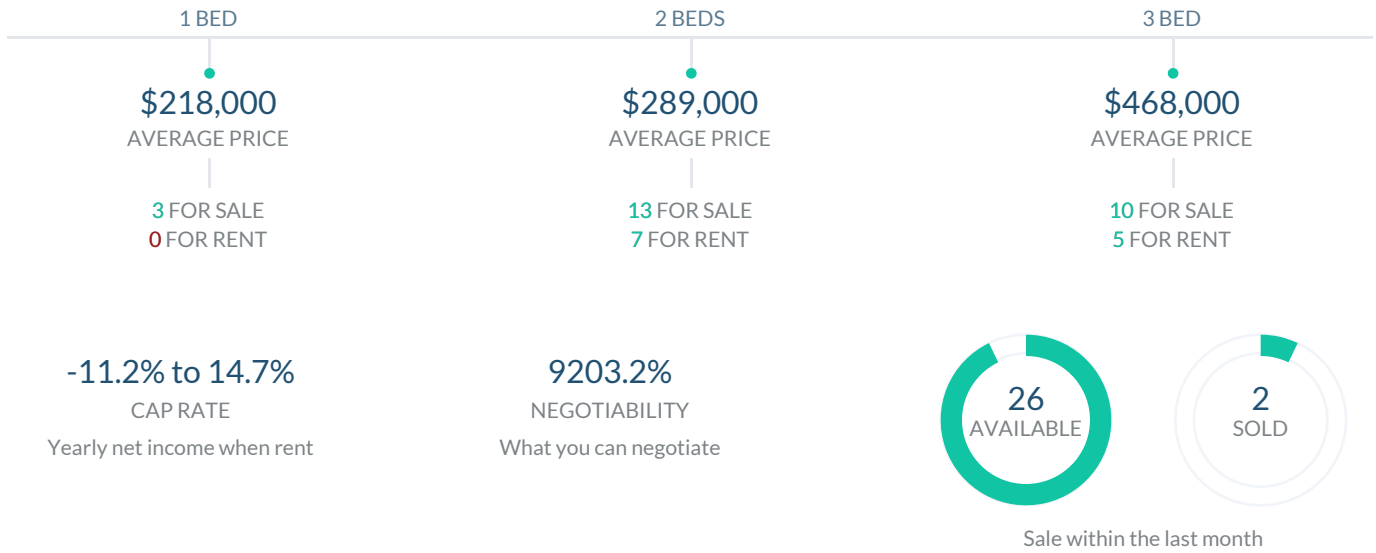 1 BED
$218,000
AVERAGE PRICE
3 FOR SALE
0 FOR RENT
2 BEDS
$289,000
AVERAGE PRICE
13 FOR SALE
7 FOR RENT
3 BED
$468,000
AVERAGE PRICE
10 FOR SALE
5 FOR RENT
-11.2% to 14.7%
CAP RATE
Yearly net income when rent
9203.2%
NEGOTIABILITY
What you can negotiate
26
AVAILABLE
2
SOLD
Sale within the last month